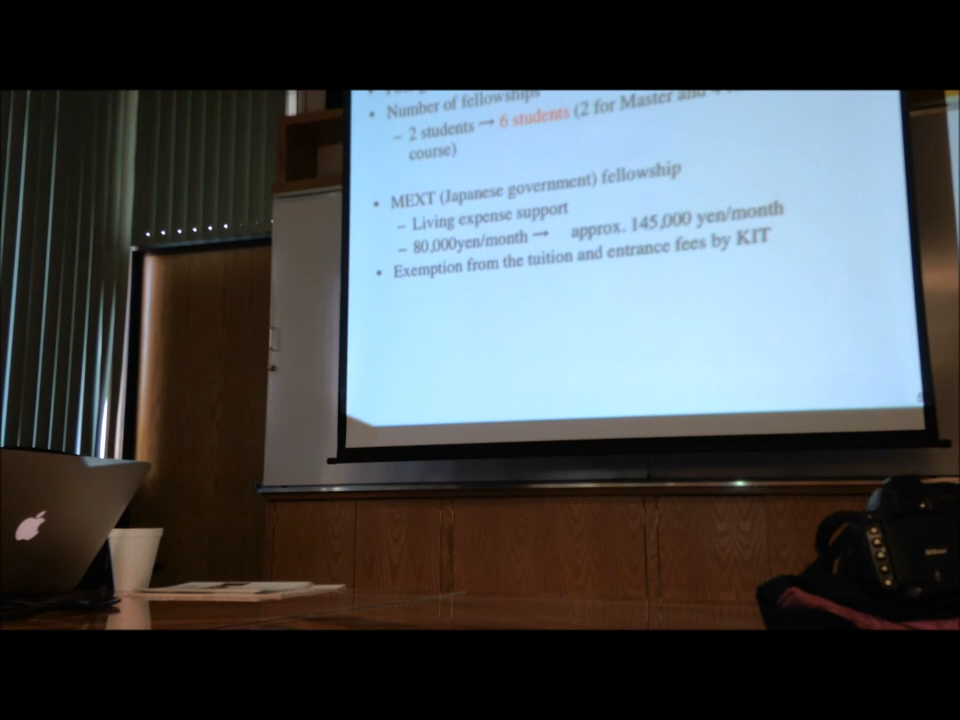 • Number of fellowships
– 2 students → 6 students (2 for Master and
course)
• MEXT (Japanese government) fellowship
– Living expense support
– 80,000yen/month → approx. 145,000 yen/month
• Exemption from the tuition and entrance fees by KIT
Nikon